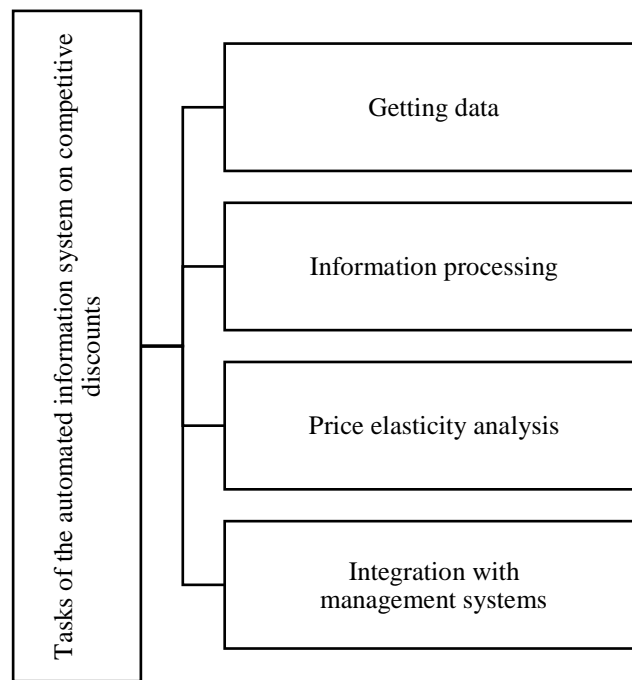 Tasks of the automated information system on competitive
discounts
Getting data
Information processing
Price elasticity analysis
Integration with
management systems